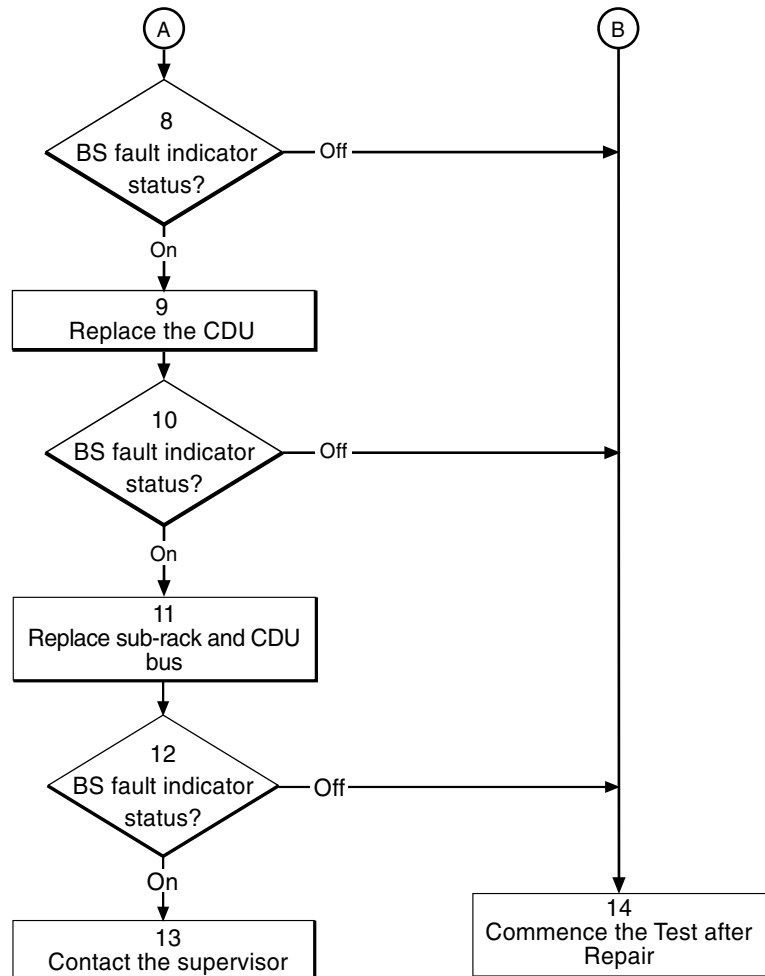 A
B
8
BS fault indicator
status?
Off
On
9
Replace the CDU
10
BS fault indicator
status?
Off
On
11
Replace sub-rack and CDU
bus
12
BS fault indicator
status?
Off
On
13
Contact the supervisor
14
Commence the Test after
Repair